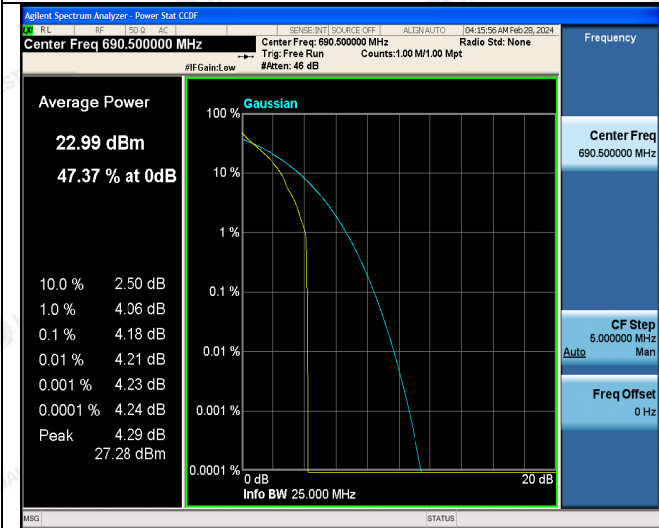 Agilent Spectrum Analyzer - Power Stat CCDF
RL RF 50 Ω AC SENSE:INT SOURCE OFF ALIGNAUTO 04:15:56 AM Feb 28, 2024
Center Freq 690.500000 MHz
Center Freq: 690.500000 MHz Radio Std: None
Trig: Free Run Counts:1.00 M/1.00 Mpt
#IFGain:Low #Atten: 46 dB
Frequency
Average Power
22.99 dBm
47.37 % at 0dB
10.0 % 2.50 dB
1.0 % 4.06 dB
0.1 % 4.18 dB
0.01 % 4.21 dB
0.001 % 4.23 dB
0.0001 % 4.24 dB
Peak 4.29 dB
27.28 dBm
Gaussian
100 %
10 %
1 %
0.1 %
0.01 %
0.001 %
0.0001 %
0 dB 20 dB
Info BW 25.000 MHz
Center Freq
690.500000 MHz
CF Step
5.000000 MHz
Auto Man
Freq Offset
0 Hz
MSG STATUS